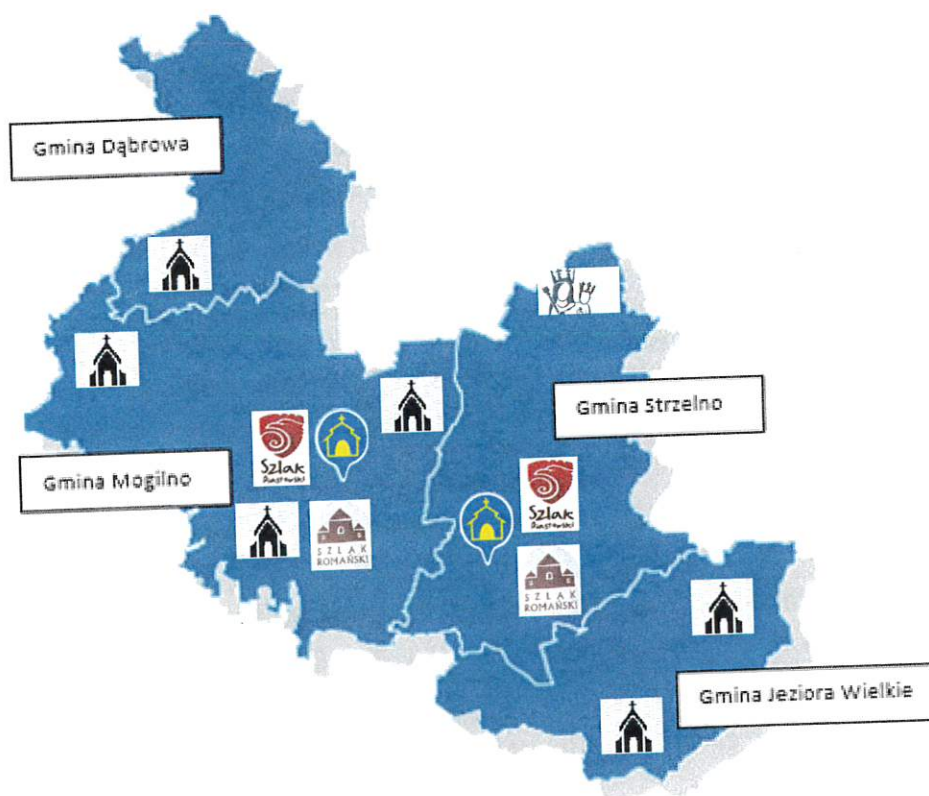 Gmina Dąbrowa
Gmina Strzelno
Szlak
Piastowski
Gmina Mogilno
SZLAK
ROMAŃSKI
Szlak
Piastowski
SZLAK
ROMAŃSKI
Gmina Jeziora Wielkie